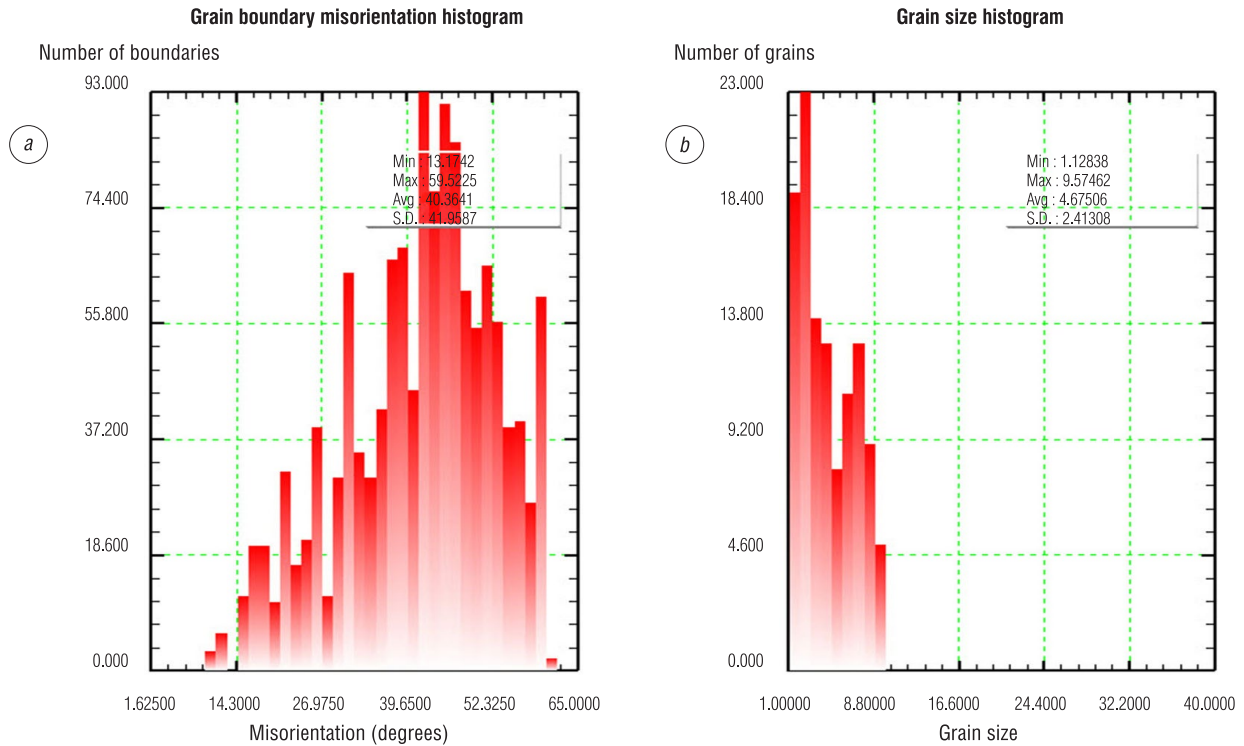 Grain boundary misorientation histogram
Number of boundaries
a
93.000
74.400
55.800
37.200
18.600
0.000
Min : 13.1742
Max : 59.5225
Avg : 40.3641
S.D. : 41.9587
1.62500 14.3000 26.9750 39.6500 52.3250 65.0000
Misorientation (degrees)
Grain size histogram
Number of grains
b
23.000
18.400
13.800
9.200
4.600
0.000
Min : 1.12838
Max : 9.57462
Avg : 4.67506
S.D. : 2.41308
1.00000 8.80000 16.6000 24.4000 32.2000 40.0000
Grain size